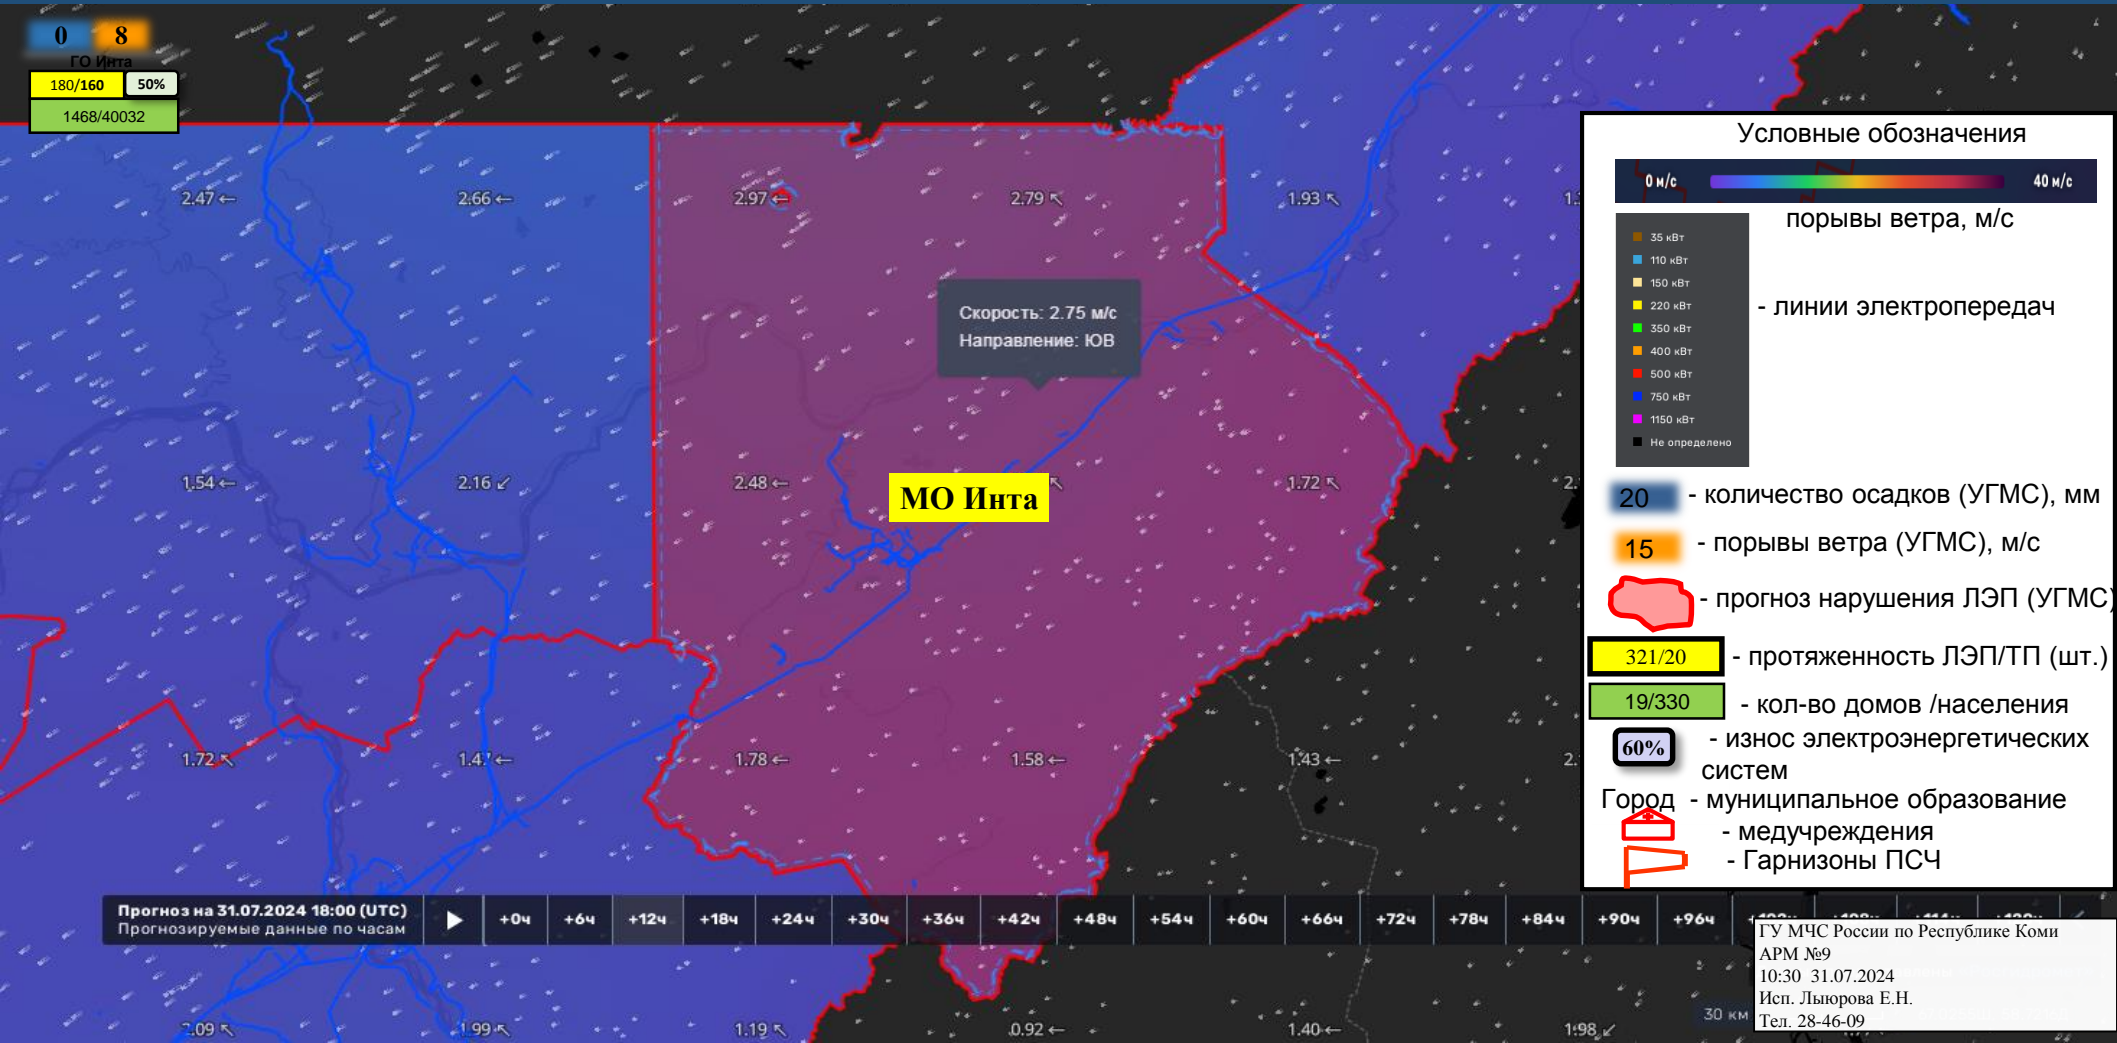 0 8
ГО Инта
180/160 50%
1468/40032
2.47 2.66 2.97 2.79 1.93
Скорость: 2.75 м/с
Направление: ЮВ
1.54 2.16 2.48 1.72
МО Инта
1.72 1.78 1.58 1.43
2.09 1.99 1.19 0.92 1.40 1.98
Условные обозначения
0 м/с 40 м/с
порывы ветра, м/с
35 кВт
110 кВт
150 кВт
220 кВт
350 кВт
400 кВт
500 кВт
750 кВт
1150 кВт
Не определено
- линии электропередач
20 - количество осадков (УГМС), мм
15 - порывы ветра (УГМС), м/с
- прогноз нарушения ЛЭП (УГМС)
321/20 - протяженность ЛЭП/ТП (шт.)
19/330 - кол-во домов /населения
60% - износ электроэнергетических
систем
Город - муниципальное образование
- медучреждения
- Гарнизоны ПСЧ
Прогноз на 31.07.2024 18:00 (UTC)
Прогнозируемые данные по часам
+0ч +6ч +12ч +18ч +24ч +30ч +36ч +42ч +48ч +54ч +60ч +66ч +72ч +78ч +84ч +90ч +96ч
30 км
ГУ МЧС России по Республике Коми
АРМ №9
10:30 31.07.2024
Исп. Лыюрова Е.Н.
Тел. 28-46-09